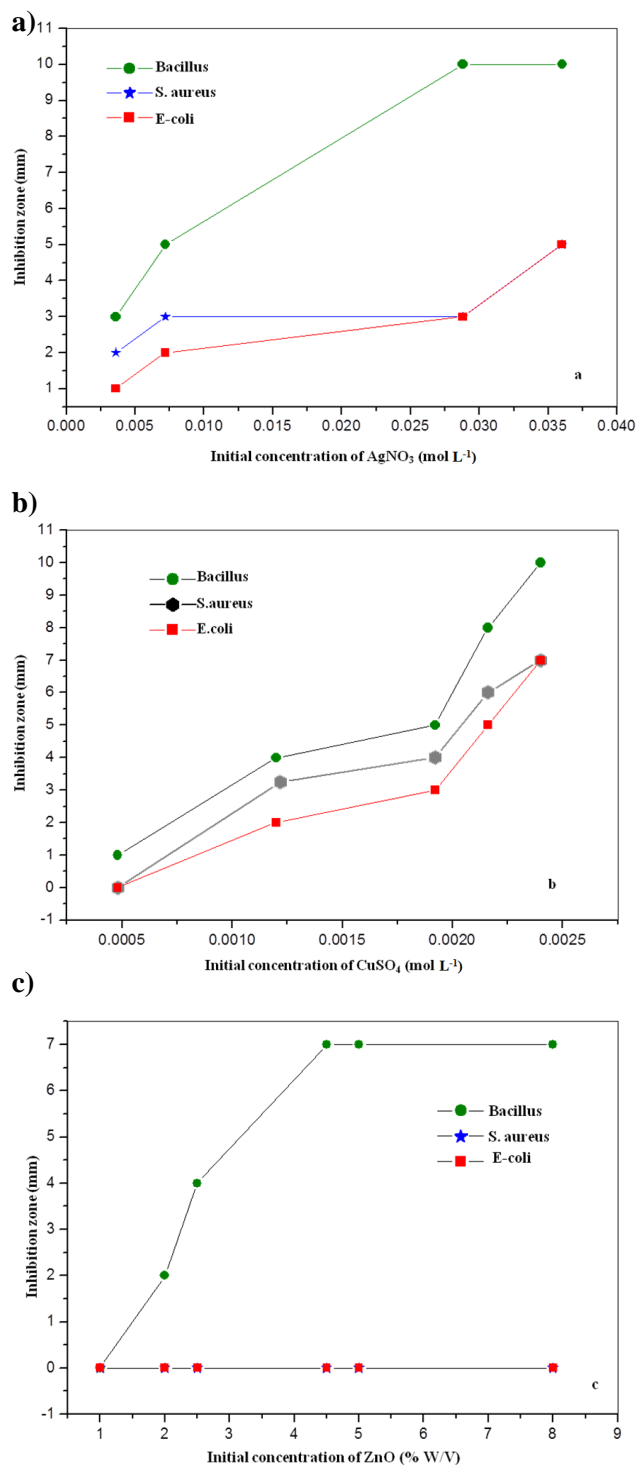 a)
11
10
9
8
7
6
5
4
3
2
1
Inhibition zone (mm)
Bacillus
S. aureus
E-coli
a
0.000 0.005 0.010 0.015 0.020 0.025 0.030 0.035 0.040
Initial concentration of AgNO3 (mol L-1)
b)
11
10
9
8
7
6
5
4
3
2
1
0
-1
Inhibition zone (mm)
Bacillus
S.aureus
E.coli
b
0.0005 0.0010 0.0015 0.0020 0.0025
Initial concentration of CuSO4 (mol L-1)
c)
7
6
5
4
3
2
1
0
-1
Inhibition zone (mm)
Bacillus
S. aureus
E-coli
c
1 2 3 4 5 6 7 8 9
Initial concentration of ZnO (% W/V)